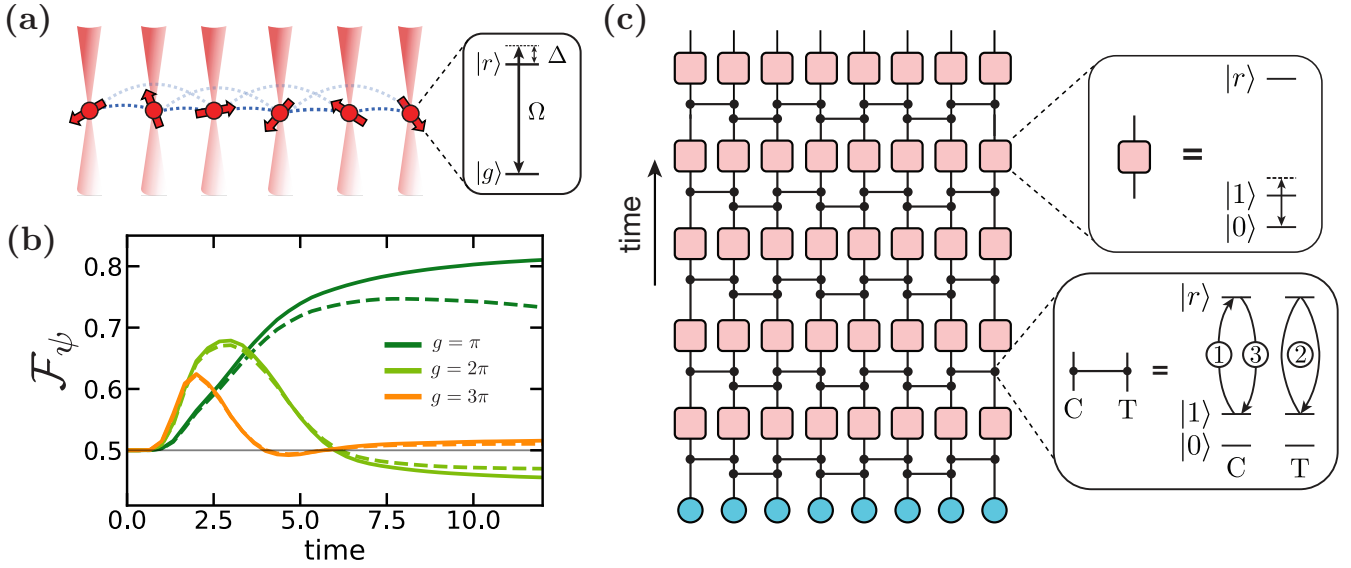 (a)
|r⟩
Δ
Ω
|g⟩
(b)
0.8
0.7
0.6
0.5
ℱ_ψ
g = π
g = 2π
g = 3π
0.0 2.5 5.0 7.5 10.0
time
(c)
time
|r⟩
=
|1⟩
|0⟩
|r⟩
1 3 2
C T
=
|1⟩
|0⟩
C T